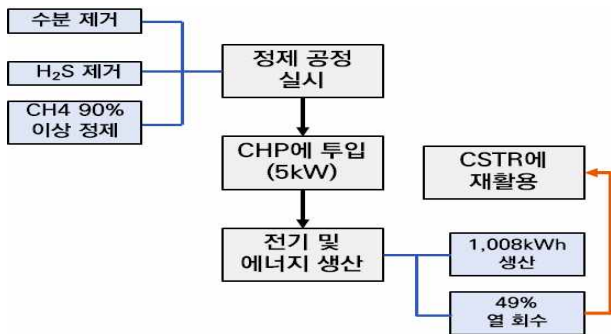 수분 제거
H₂S 제거
CH4 90%
이상 정제
정제 공정
실시
CHP에 투입
(5kW)
CSTR에
재활용
전기 및
에너지 생산
1,008kWh
생산
49%
열 회수